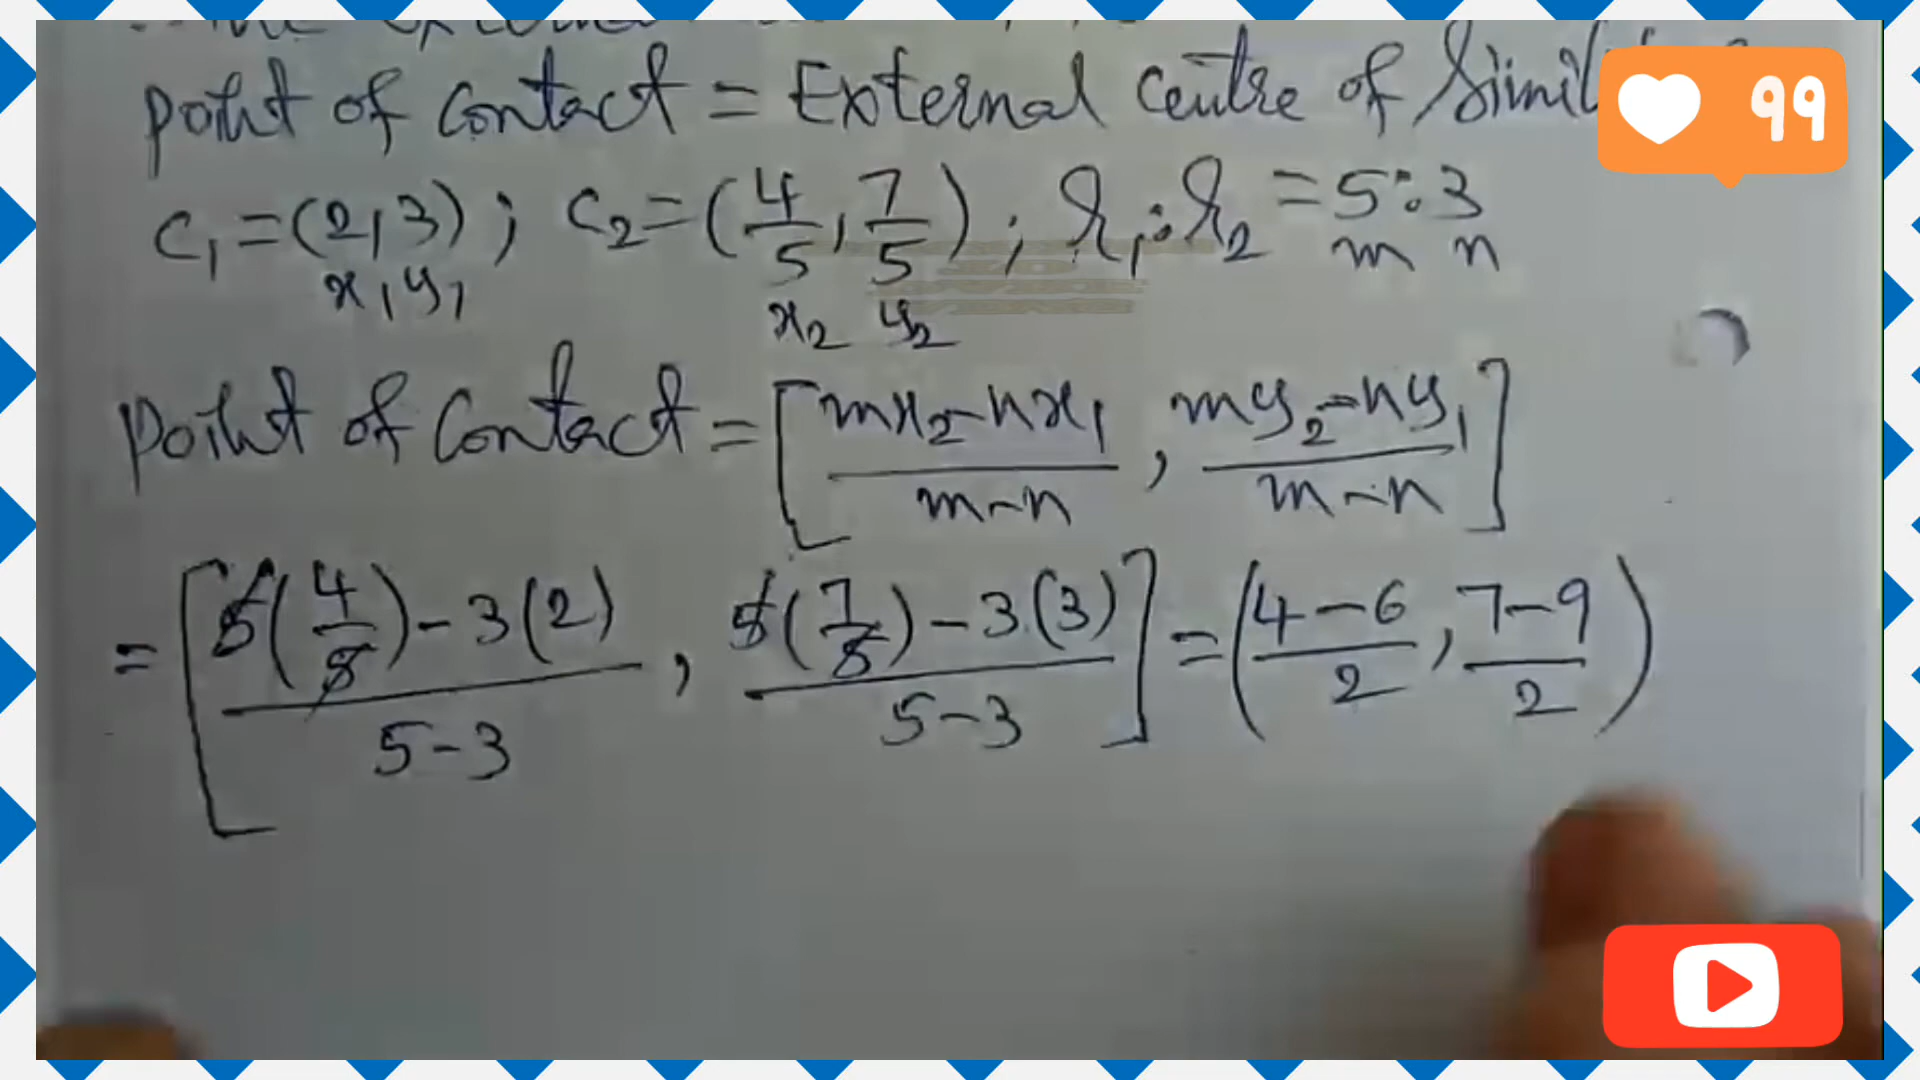 point of contact = External centre of
99
C₁ = (2,3) ; C₂ = (4/5, 7/5) ; r₁ : r₂ = 5 : 3
x₁ y₁ x₂ y₂ m n
point of contact = [(mx₂ - nx₁)/(m - n), (my₂ - ny₁)/(m - n)]
= [(5(4/5) - 3(2))/(5 - 3), (5(7/5) - 3(3))/(5 - 3)] = ((4 - 6)/2, (7 - 9)/2)